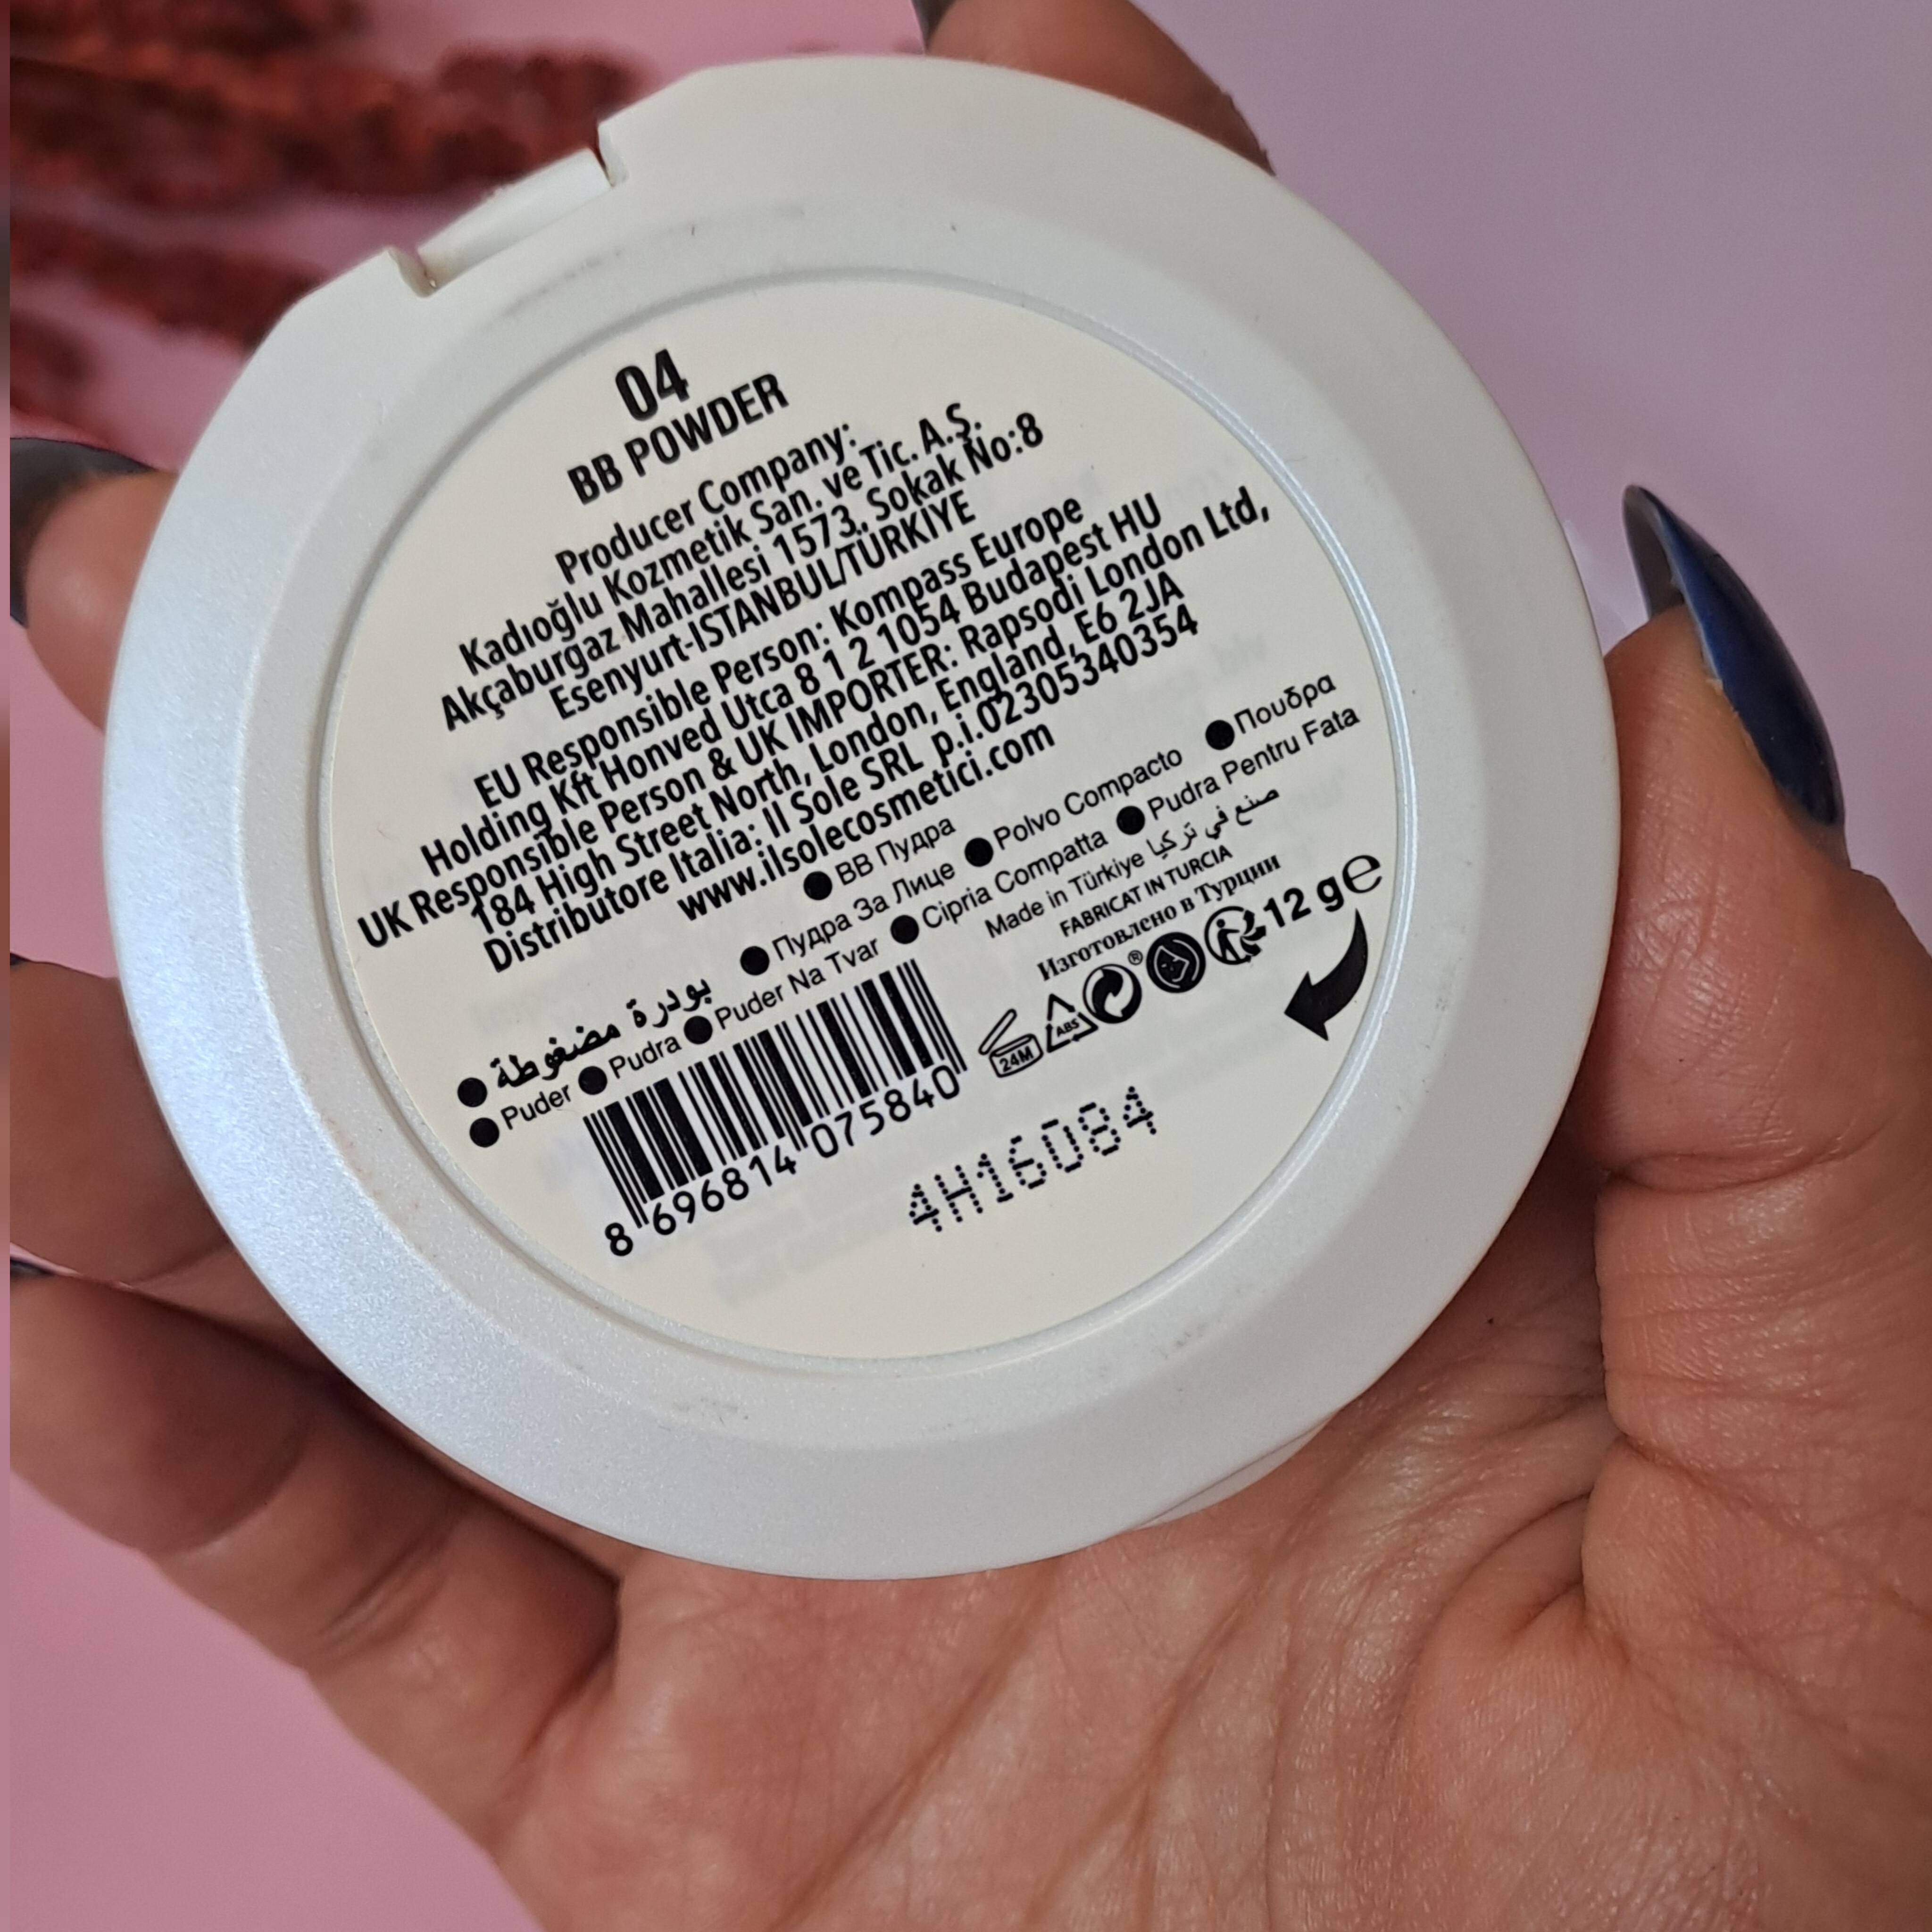 04
BB POWDER
Producer Company:
Kadıoğlu Kozmetik San. ve Tic. A.Ş.
Akçaburgaz Mahallesi 1573. Sokak No:8
Esenyurt-ISTANBUL/TÜRKIYE
EU Responsible Person: Kompass Europe
Holding Kft Honved Utca 8 1 2 1054 Budapest HU
UK Responsible Person & UK IMPORTER: Rapsodi London Ltd,
184 High Street North, London, England, E6 2JA
Distributore Italia: Il Sole SRL p.i.02305340354
www.ilsolecosmetici.com
● BB Пудра
● بودرة مضغوطة ● Пудра За Лице ● Polvo Compacto ● Πουδρα
● Puder ● Pudra ● Puder Na Tvar ● Cipria Compatta ● Pudra Pentru Fata
Made in Türkiye صنع في تركيا
FABRICAT IN TURCIA
Изготовлено в Турции
24M ABS ® 12 g e
8 696814 075840
4H16084